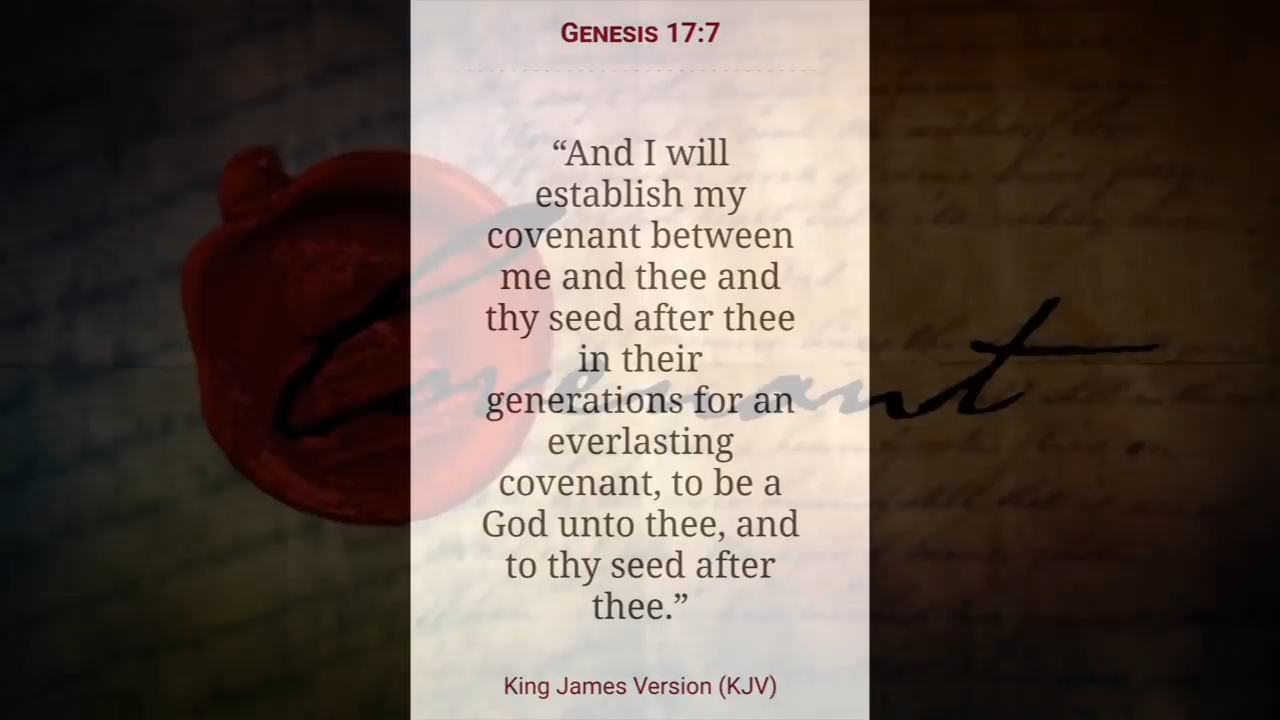 Genesis 17:7
“And I will
establish my
covenant between
me and thee and
thy seed after thee
in their
generations for an
everlasting
covenant, to be a
God unto thee, and
to thy seed after
thee.”
Covenant
King James Version (KJV)